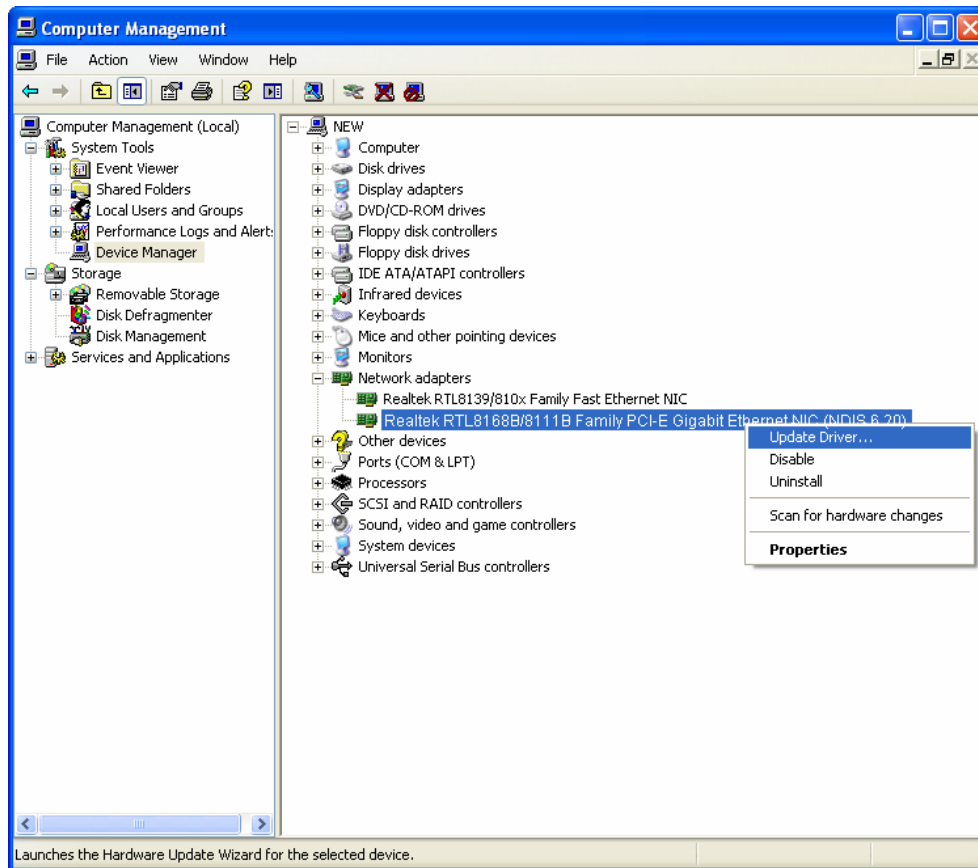 Computer Management
File Action View Window Help
Computer Management (Local)
System Tools
Event Viewer
Shared Folders
Local Users and Groups
Performance Logs and Alert:
Device Manager
Storage
Removable Storage
Disk Defragmenter
Disk Management
Services and Applications
NEW
Computer
Disk drives
Display adapters
DVD/CD-ROM drives
Floppy disk controllers
Floppy disk drives
IDE ATA/ATAPI controllers
Infrared devices
Keyboards
Mice and other pointing devices
Monitors
Network adapters
Realtek RTL8139/810x Family Fast Ethernet NIC
Realtek RTL8168B/8111B Family PCI-E Gigabit Ethernet NIC (NDIS 6.20)
Other devices
Ports (COM & LPT)
Processors
SCSI and RAID controllers
Sound, video and game controllers
System devices
Universal Serial Bus controllers
Update Driver...
Disable
Uninstall
Scan for hardware changes
Properties
Launches the Hardware Update Wizard for the selected device.